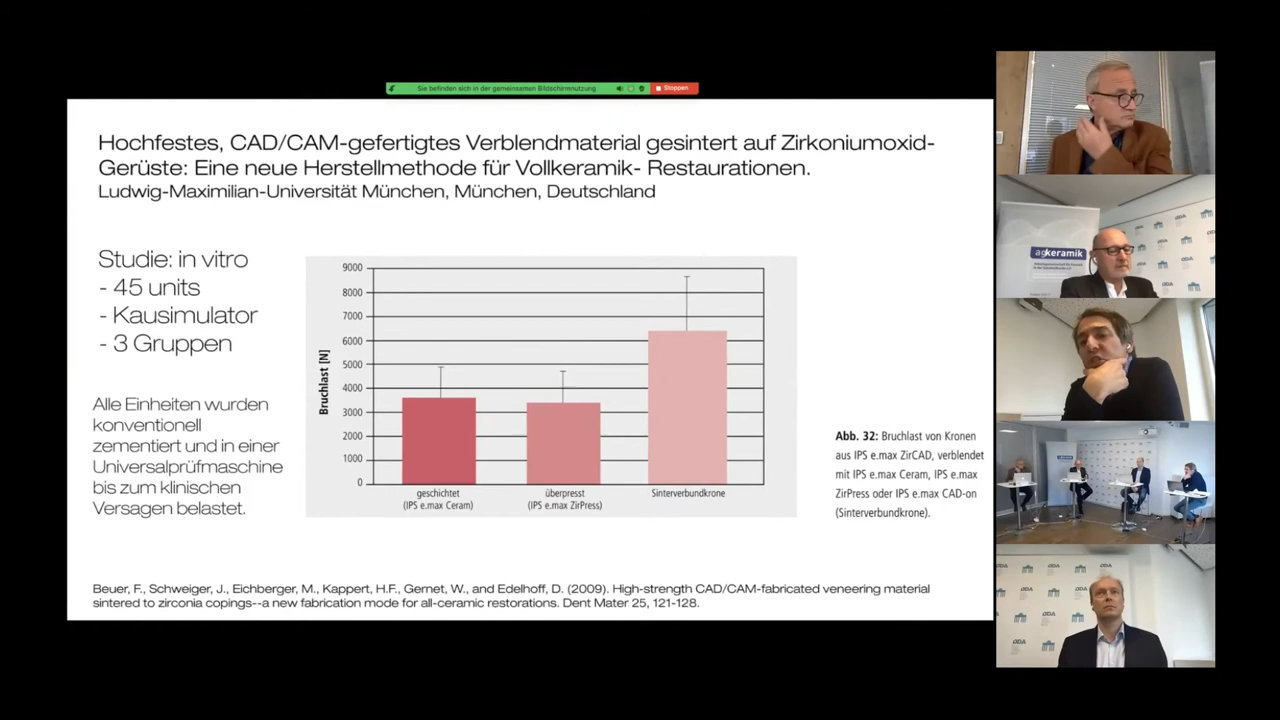 Sie befinden sich in der gemeinsamen Bildschirmnutzung
Stoppen
Hochfestes, CAD/CAM-gefertigtes Verblendmaterial gesintert auf Zirkoniumoxid-
Gerüste: Eine neue Herstellmethode für Vollkeramik- Restaurationen.
Ludwig-Maximilian-Universität München, München, Deutschland
Studie: in vitro
- 45 units
- Kausimulator
- 3 Gruppen
Alle Einheiten wurden
konventionell
zementiert und in einer
Universalprüfmaschine
bis zum klinischen
Versagen belastet.
Bruchlast [N]
9000
8000
7000
6000
5000
4000
3000
2000
1000
0
geschichtet
(IPS e.max Ceram)
überpresst
(IPS e.max ZirPress)
Sinterverbundkrone
Abb. 32: Bruchlast von Kronen
aus IPS e.max ZirCAD, verblendet
mit IPS e.max Ceram, IPS e.max
ZirPress oder IPS e.max CAD-on
(Sinterverbundkrone).
Beuer, F., Schweiger, J., Eichberger, M., Kappert, H.F., Gernet, W., and Edelhoff, D. (2009). High-strength CAD/CAM-fabricated veneering material
sintered to zirconia copings--a new fabrication mode for all-ceramic restorations. Dent Mater 25, 121-128.
agkeramik